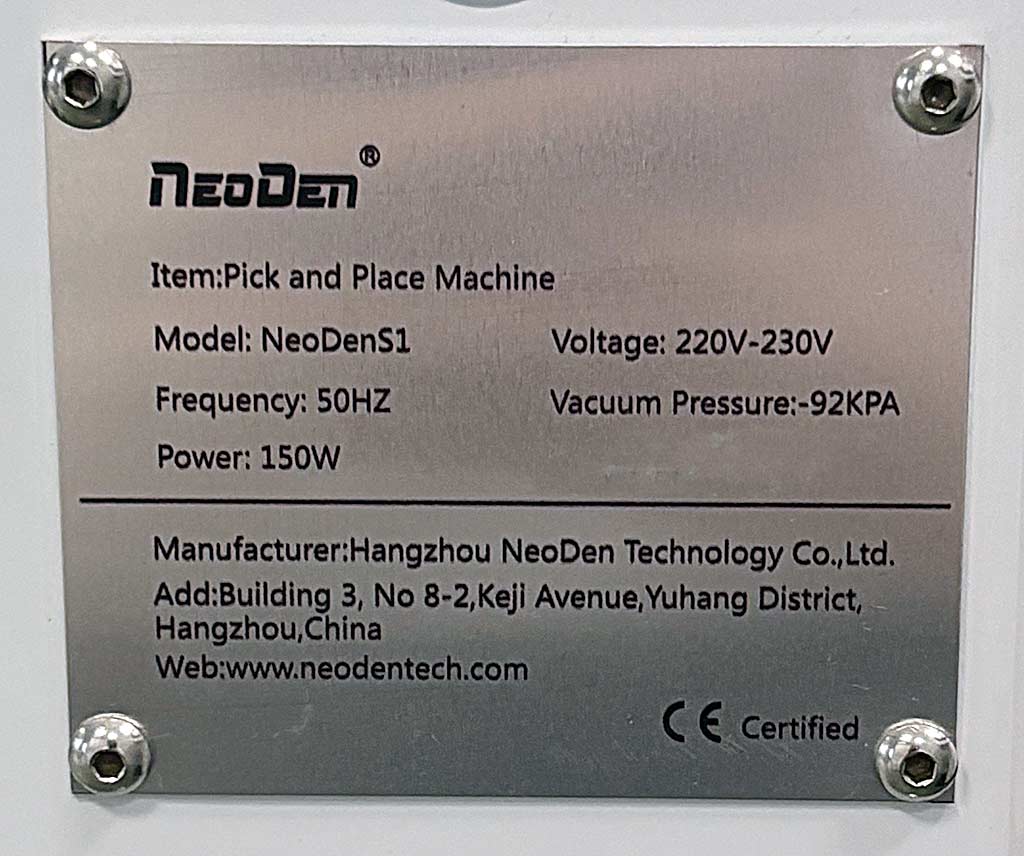 NEODEN®
Item:Pick and Place Machine
Model: NeoDenS1 Voltage: 220V-230V
Frequency: 50HZ Vacuum Pressure:-92KPA
Power: 150W
Manufacturer:Hangzhou NeoDen Technology Co.,Ltd.
Add:Building 3, No 8-2,Keji Avenue,Yuhang District,
Hangzhou,China
Web:www.neodentech.com
CE Certified